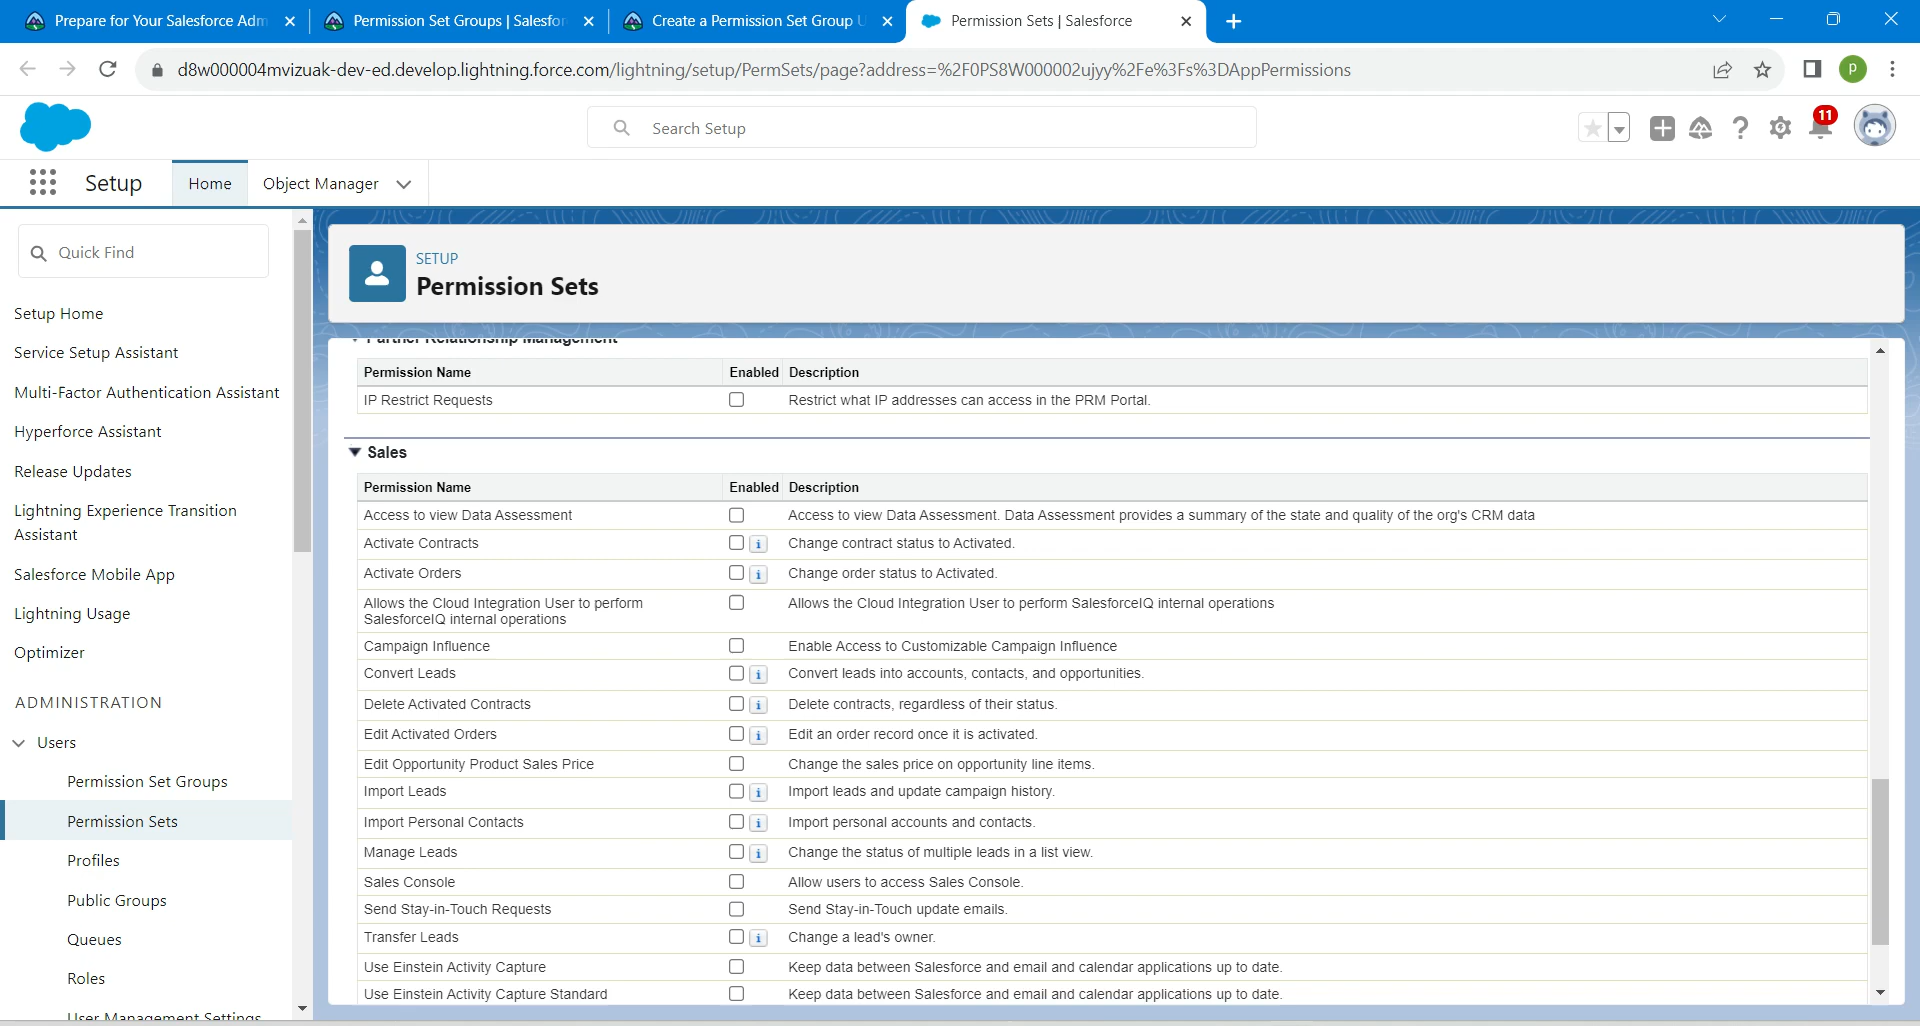 Prepare for Your Salesforce Adm
Permission Set Groups | Salesfor
Create a Permission Set Group U
Permission Sets | Salesforce
d8w000004mvizuak-dev-ed.develop.lightning.force.com/lightning/setup/PermSets/page?address=%2F0PS8W000002ujyy%2Fe%3Fs%3DAppPermissions
p
Search Setup
11
Setup
Home
Object Manager
Quick Find
Setup Home
Service Setup Assistant
Multi-Factor Authentication Assistant
Hyperforce Assistant
Release Updates
Lightning Experience Transition
Assistant
Salesforce Mobile App
Lightning Usage
Optimizer
ADMINISTRATION
Users
Permission Set Groups
Permission Sets
Profiles
Public Groups
Queues
Roles
User Management Settings
SETUP
Permission Sets
Partner Relationship Management
Permission Name Enabled Description
IP Restrict Requests Restrict what IP addresses can access in the PRM Portal.
Sales
Permission Name Enabled Description
Access to view Data Assessment Access to view Data Assessment. Data Assessment provides a summary of the state and quality of the org's CRM data
Activate Contracts i Change contract status to Activated.
Activate Orders i Change order status to Activated.
Allows the Cloud Integration User to perform Allows the Cloud Integration User to perform SalesforceIQ internal operations
SalesforceIQ internal operations
Campaign Influence Enable Access to Customizable Campaign Influence
Convert Leads i Convert leads into accounts, contacts, and opportunities.
Delete Activated Contracts i Delete contracts, regardless of their status.
Edit Activated Orders i Edit an order record once it is activated.
Edit Opportunity Product Sales Price Change the sales price on opportunity line items.
Import Leads i Import leads and update campaign history.
Import Personal Contacts i Import personal accounts and contacts.
Manage Leads i Change the status of multiple leads in a list view.
Sales Console Allow users to access Sales Console.
Send Stay-in-Touch Requests Send Stay-in-Touch update emails.
Transfer Leads i Change a lead's owner.
Use Einstein Activity Capture Keep data between Salesforce and email and calendar applications up to date.
Use Einstein Activity Capture Standard Keep data between Salesforce and email and calendar applications up to date.